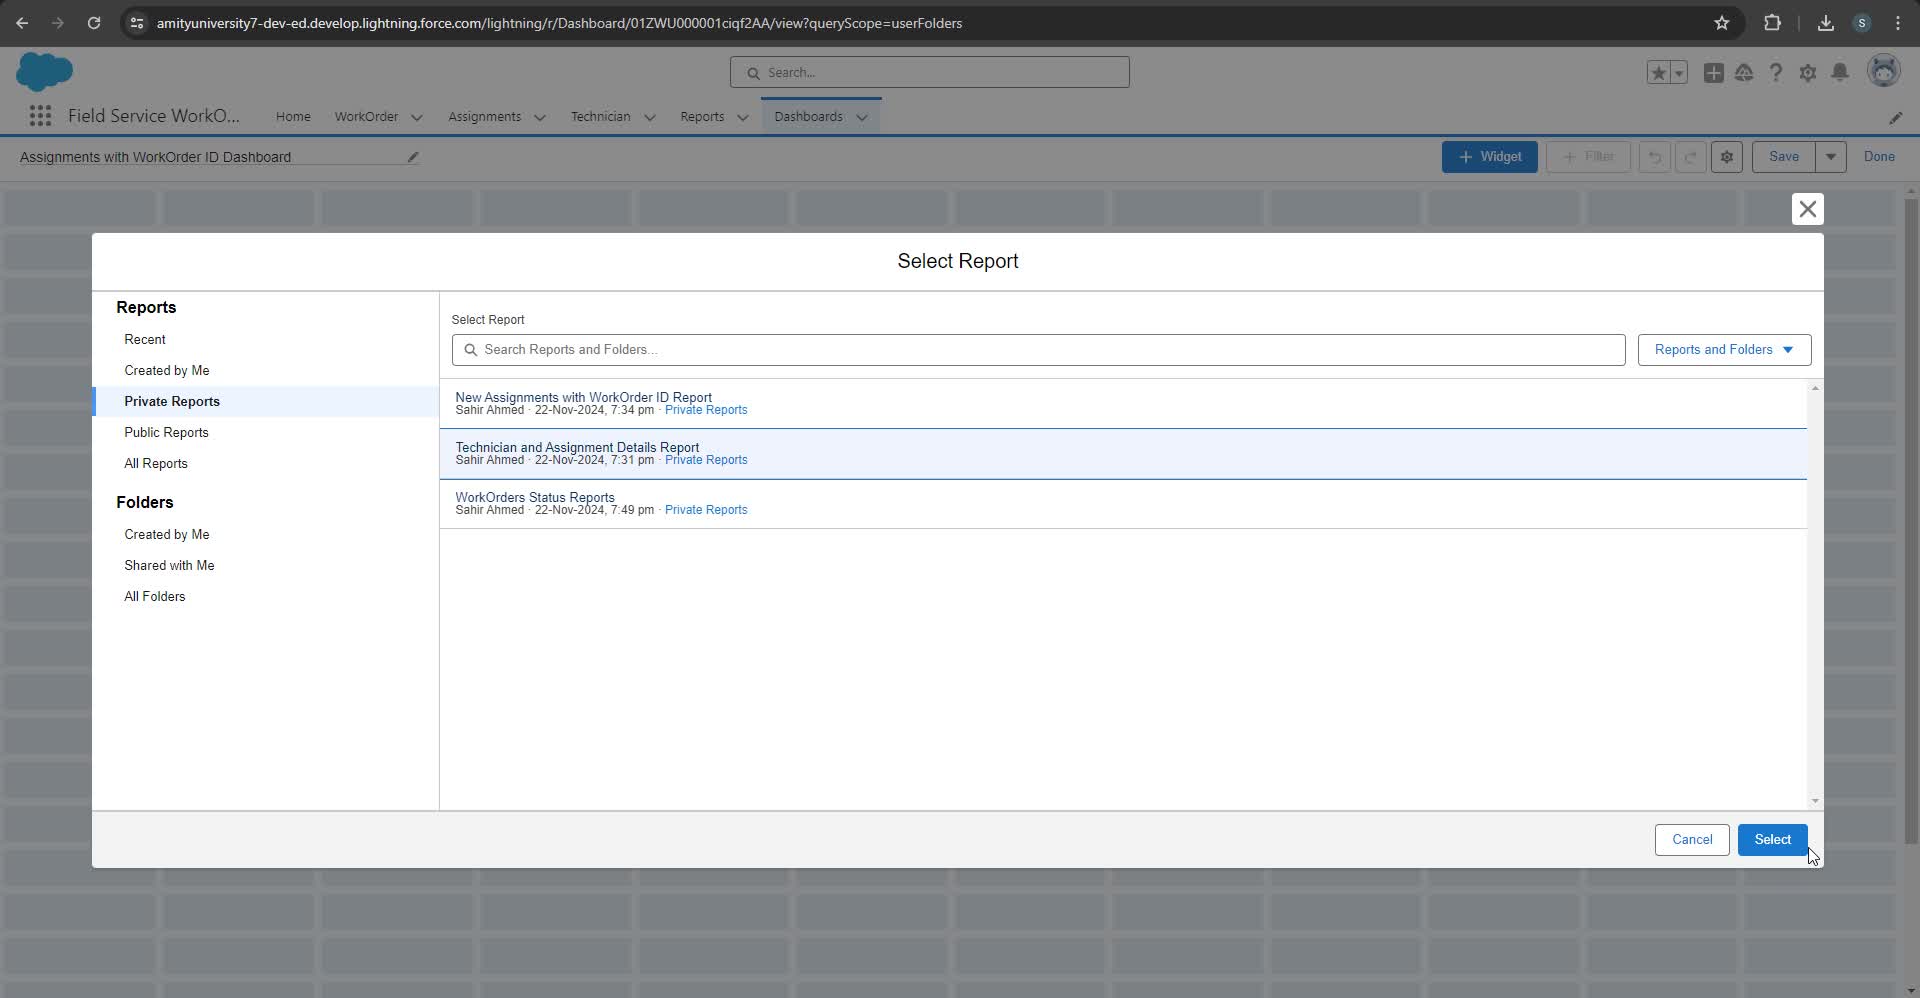 amityuniversity7-dev-ed.develop.lightning.force.com/lightning/r/Dashboard/01ZWU000001ciqf2AA/view?queryScope=userFolders
S
Search...
Field Service WorkO...
Home
WorkOrder
Assignments
Technician
Reports
Dashboards
Assignments with WorkOrder ID Dashboard
+ Widget
+ Filter
Save
Done
Select Report
Reports
Recent
Created by Me
Private Reports
Public Reports
All Reports
Folders
Created by Me
Shared with Me
All Folders
Select Report
Search Reports and Folders...
Reports and Folders
New Assignments with WorkOrder ID Report
Sahir Ahmed · 22-Nov-2024, 7:34 pm · Private Reports
Technician and Assignment Details Report
Sahir Ahmed · 22-Nov-2024, 7:31 pm · Private Reports
WorkOrders Status Reports
Sahir Ahmed · 22-Nov-2024, 7:49 pm · Private Reports
Cancel
Select